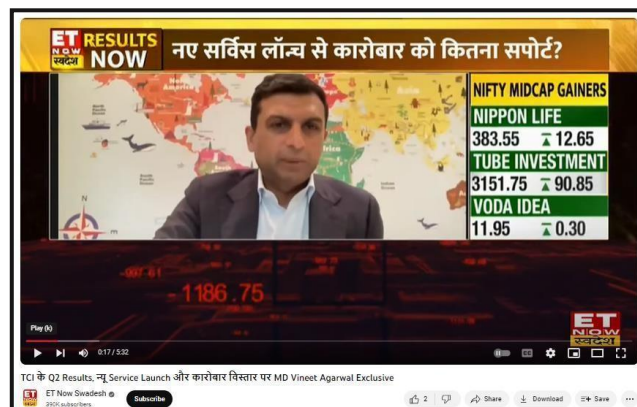 ET
NOW
स्वदेश
RESULTS
NOW
नए सर्विस लॉन्च से कारोबार को कितना सपोर्ट?
NIFTY MIDCAP GAINERS
NIPPON LIFE
383.55 12.65
TUBE INVESTMENT
3151.75 90.85
VODA IDEA
11.95 0.30
Africa
-997.61
-1186.75
ET
NOW
स्वदेश
Play (k)
0:17 / 5:32
TCI के Q2 Results, न्यू Service Launch और कारोबार विस्तार पर MD Vineet Agarwal Exclusive
ET Now Swadesh
390K subscribers
Subscribe
2
Share
Download
Save